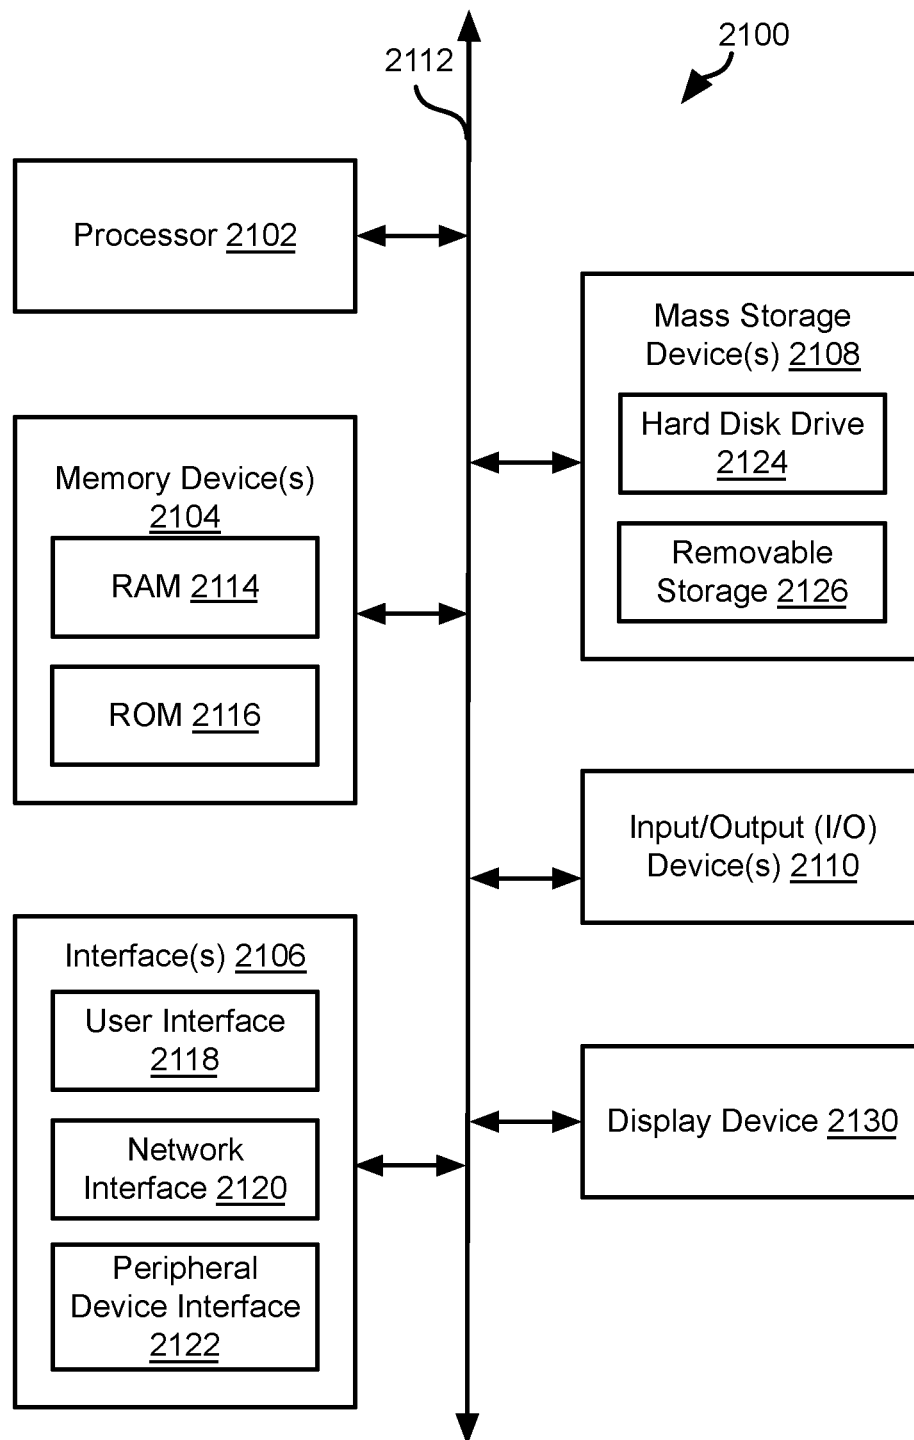 2100
2112
Processor 2102
Mass Storage
Device(s) 2108
Hard Disk Drive
2124
Removable
Storage 2126
Memory Device(s)
2104
RAM 2114
ROM 2116
Input/Output (I/O)
Device(s) 2110
Interface(s) 2106
User Interface
2118
Network
Interface 2120
Peripheral
Device Interface
2122
Display Device 2130